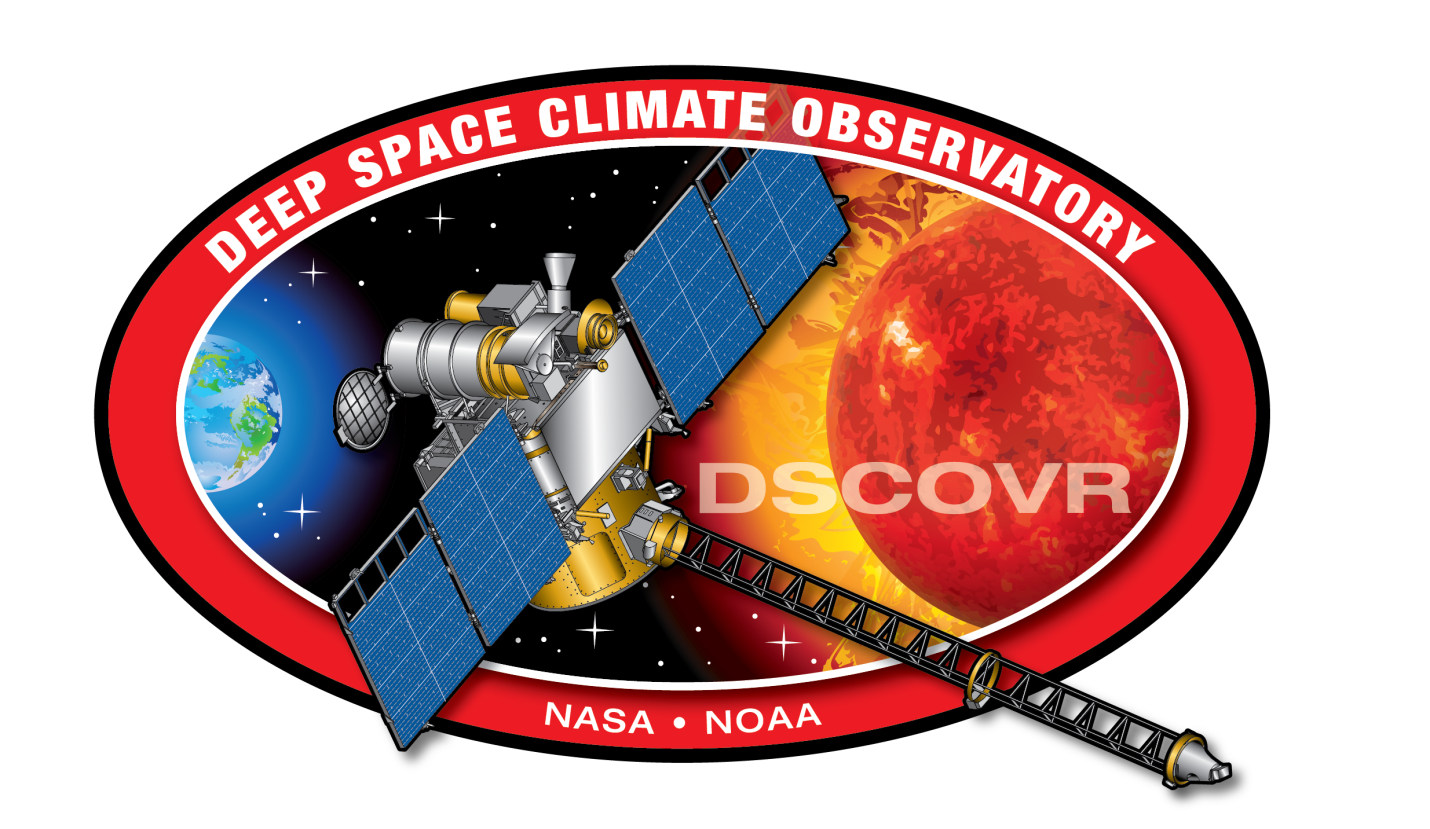 DEEP SPACE CLIMATE OBSERVATORY
DSCOVR
NASA • NOAA